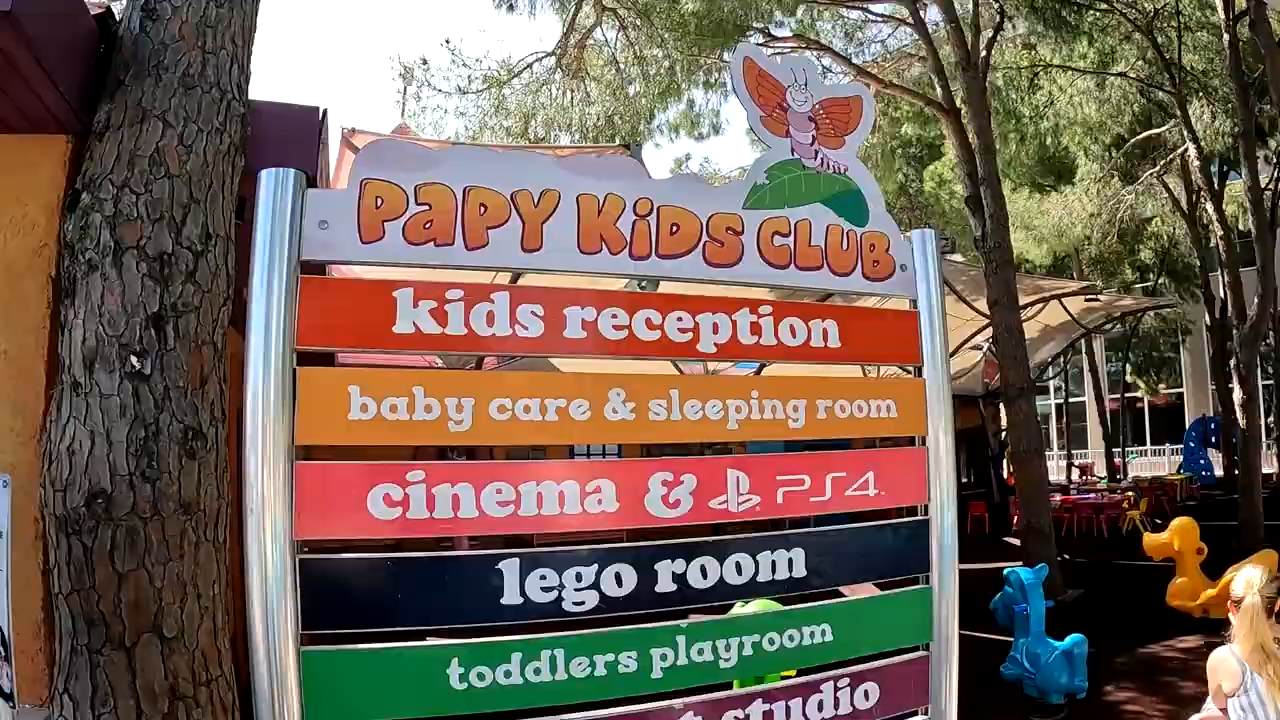 PaPY KiDS CLUB
kids reception
baby care & sleeping room
cinema & PS4
lego room
toddlers playroom
studio